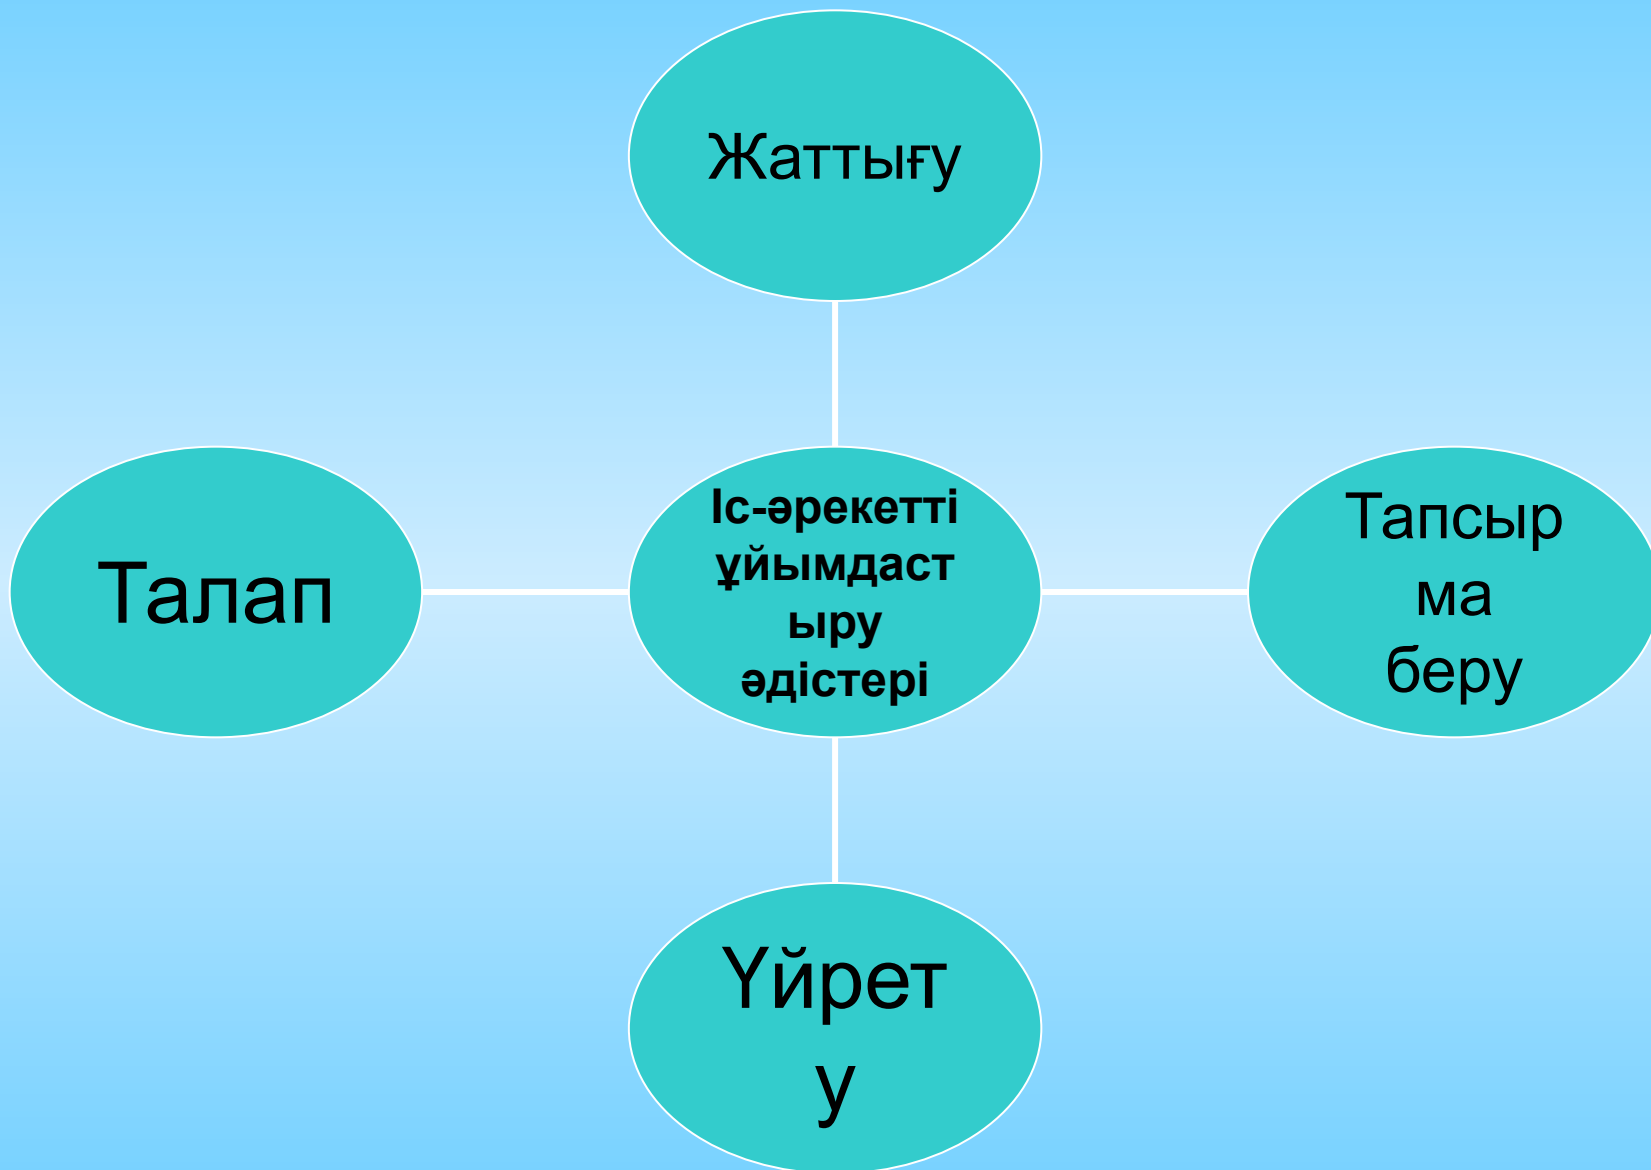 Жаттығу
Талап
Іс-әрекетті
ұйымдаст
ыру
әдістері
Тапсыр
ма
беру
Үйрет
у